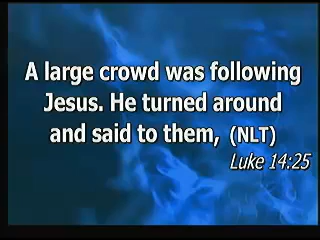 A large crowd was following
Jesus. He turned around
and said to them, (NLT)
Luke 14:25